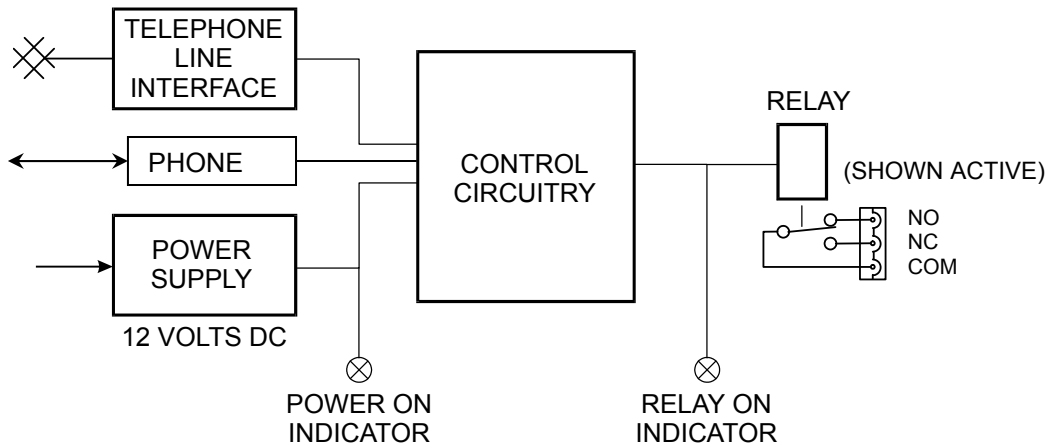 TELEPHONE
LINE
INTERFACE
PHONE
POWER
SUPPLY
12 VOLTS DC
POWER ON
INDICATOR
CONTROL
CIRCUITRY
RELAY
(SHOWN ACTIVE)
NO
NC
COM
RELAY ON
INDICATOR